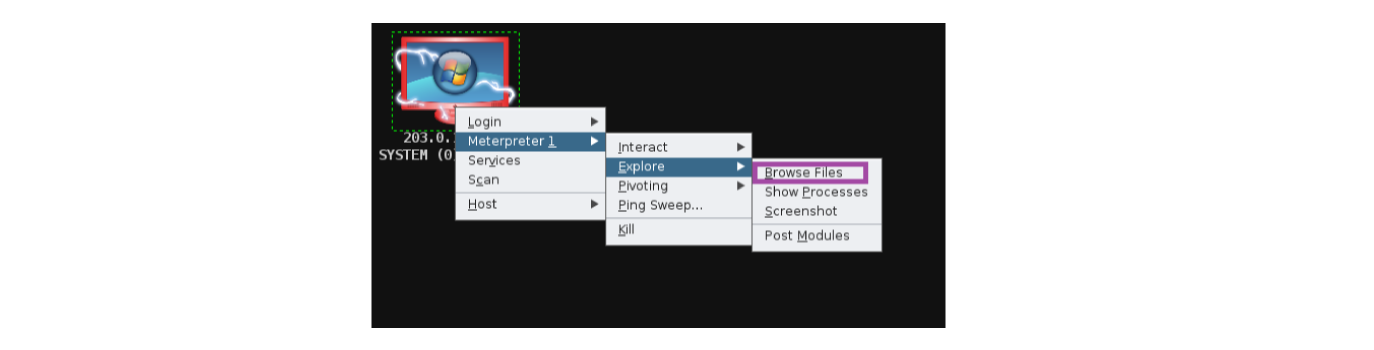 203.0.
SYSTEM (0
Login
Meterpreter 1
Services
Scan
Host
Interact
Explore
Pivoting
Ping Sweep...
Kill
Browse Files
Show Processes
Screenshot
Post Modules